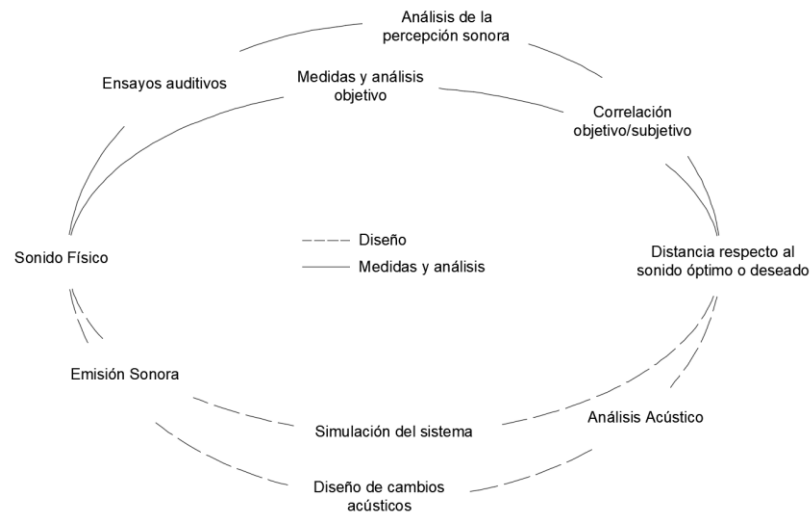 Análisis de la
percepción sonora
Ensayos auditivos
Medidas y análisis
objetivo
Correlación
objetivo/subjetivo
Diseño
Medidas y análisis
Sonido Físico
Distancia respecto al
sonido óptimo o deseado
Emisión Sonora
Simulación del sistema
Análisis Acústico
Diseño de cambios
acústicos